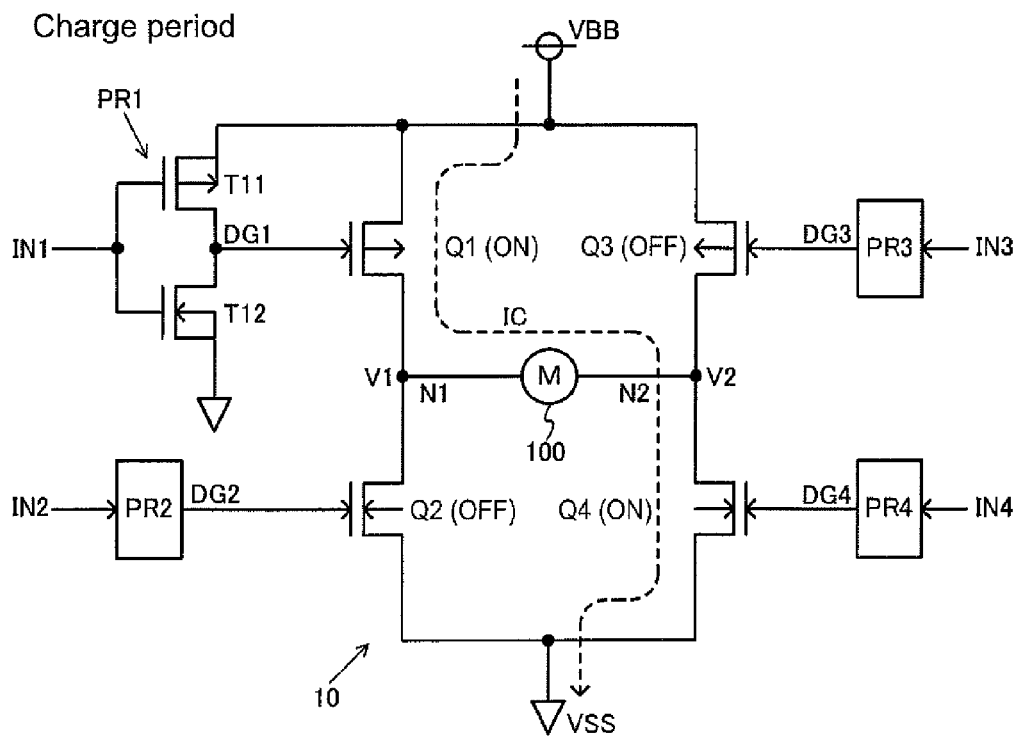 Charge period
VBB
PR1
T11
IN1
DG1
Q1 (ON)
Q3 (OFF)
DG3
PR3
IN3
T12
IC
V1
N1
M
N2
V2
100
IN2
PR2
DG2
Q2 (OFF)
Q4 (ON)
DG4
PR4
IN4
10
VSS